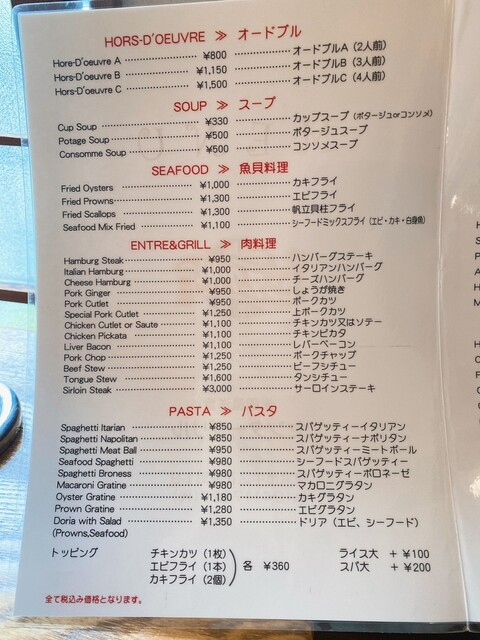 HORS-D'OEUVRE ≫ オードブル
Hore-D'oeuvre A ¥800 オードブルA (2人前)
Hors-D'oeuvre B ¥1,150 オードブルB (3人前)
Hors-D'oeuvre C ¥1,500 オードブルC (4人前)
SOUP ≫ スープ
Cup Soup ¥330 カップスープ (ポタージュorコンソメ)
Potage Soup ¥500 ポタージュスープ
Consomme Soup ¥500 コンソメスープ
SEAFOOD ≫ 魚貝料理
Fried Oysters ¥1,000 カキフライ
Fried Prowns ¥1,300 エビフライ
Fried Scallops ¥1,300 帆立貝柱フライ
Seafood Mix Fried ¥1,100 シーフードミックスフライ (エビ・カキ・白身魚)
ENTRE&GRILL ≫ 肉料理
Hamburg Steak ¥950 ハンバーグステーキ
Italian Hamburg ¥1,000 イタリアンハンバーグ
Cheese Hamburg ¥1,000 チーズハンバーグ
Pork Ginger ¥950 しょうが焼き
Pork Cutlet ¥950 ポークカツ
Special Pork Cutlet ¥1,250 上ポークカツ
Chicken Cutlet or Saute ¥1,100 チキンカツ又はソテー
Chicken Pickata ¥1,100 チキンピカタ
Liver Bacon ¥1,100 レバーベーコン
Pork Chop ¥1,250 ポークチャップ
Beef Stew ¥1,250 ビーフシチュー
Tongue Stew ¥1,600 タンシチュー
Sirloin Steak ¥3,000 サーロインステーキ
PASTA ≫ パスタ
Spaghetti Itarian ¥850 スパゲッティーイタリアン
Spaghetti Napolitan ¥850 スパゲッティーナポリタン
Spaghetti Meat Ball ¥950 スパゲッティーミートボール
Seafood Spaghetti ¥980 シーフードスパゲッティー
Spaghetti Broness ¥980 スパゲッティーボロネーゼ
Macaroni Gratine ¥980 マカロニグラタン
Oyster Gratine ¥1,180 カキグラタン
Prown Gratine ¥1,280 エビグラタン
Doria with Salad ¥1,350 ドリア (エビ、シーフード)
(Prowns,Seafood)
トッピング チキンカツ (1枚) ライス大 + ¥100
エビフライ (1本) 各 ¥360 スパ大 + ¥200
カキフライ (2個)
全て税込み価格となります。